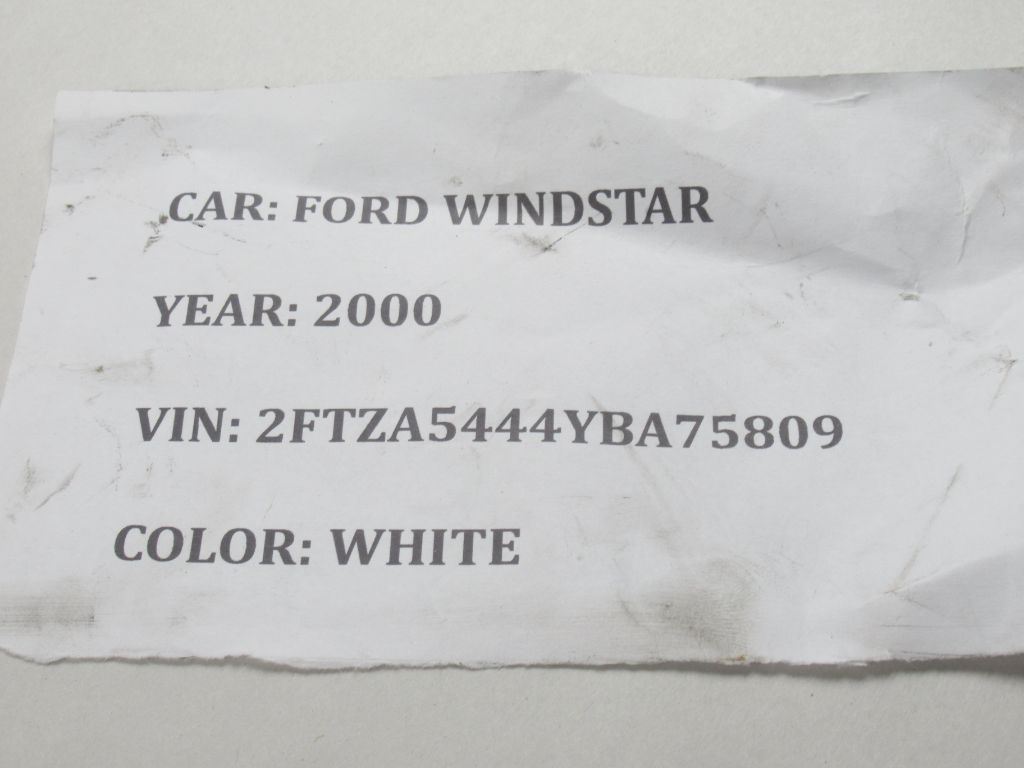 CAR: FORD WINDSTAR
YEAR: 2000
VIN: 2FTZA5444YBA75809
COLOR: WHITE